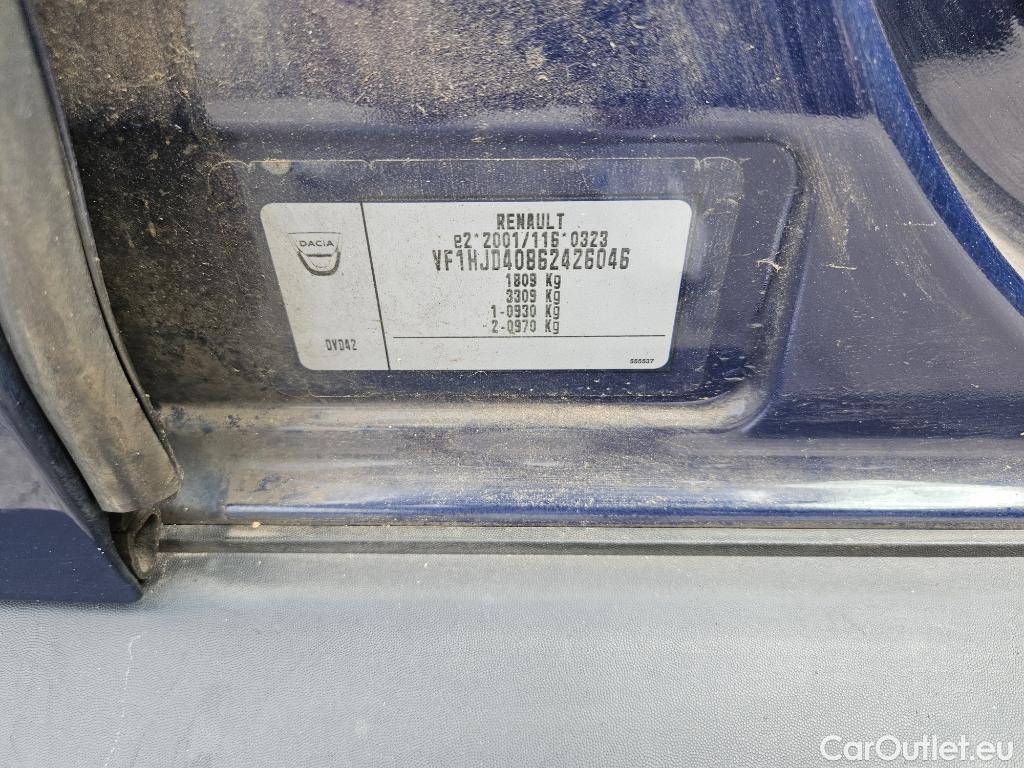 DACIA
DVD42
RENAULT
e2*2001/116*0323
VF1HJD40862426046
1809 Kg
3309 Kg
1-0930 Kg
2-0970 Kg
555537
CarOutlet.eu